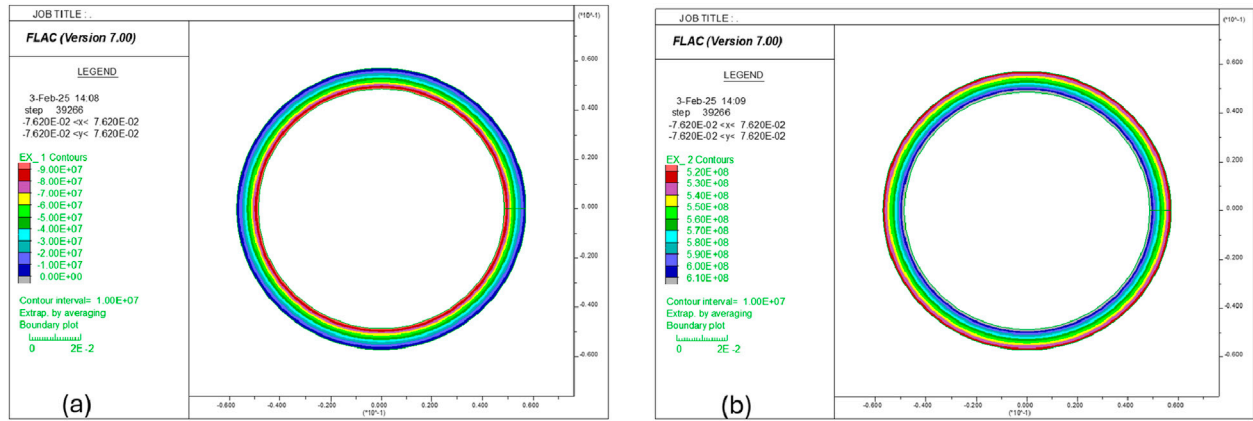 JOB TITLE : .
FLAC (Version 7.00)
LEGEND
3-Feb-25 14:08
step 39266
-7.620E-02 <x< 7.620E-02
-7.620E-02 <y< 7.620E-02
EX_ 1 Contours
-9.00E+07
-8.00E+07
-7.00E+07
-6.00E+07
-5.00E+07
-4.00E+07
-3.00E+07
-2.00E+07
-1.00E+07
0.00E+00
Contour interval= 1.00E+07
Extrap. by averaging
Boundary plot
0 2E -2
(*10^-1)
0.600
0.400
0.200
0.000
-0.200
-0.400
-0.600
-0.600 -0.400 -0.200 0.000 0.200 0.400 0.600
(*10^-1)
(a)
JOB TITLE : .
FLAC (Version 7.00)
LEGEND
3-Feb-25 14:09
step 39266
-7.620E-02 <x< 7.620E-02
-7.620E-02 <y< 7.620E-02
EX_ 2 Contours
5.20E+08
5.30E+08
5.40E+08
5.50E+08
5.60E+08
5.70E+08
5.80E+08
5.90E+08
6.00E+08
6.10E+08
Contour interval= 1.00E+07
Extrap. by averaging
Boundary plot
0 2E -2
(*10^-1)
0.600
0.400
0.200
0.000
-0.200
-0.400
-0.600
-0.600 -0.400 -0.200 0.000 0.200 0.400 0.600
(*10^-1)
(b)